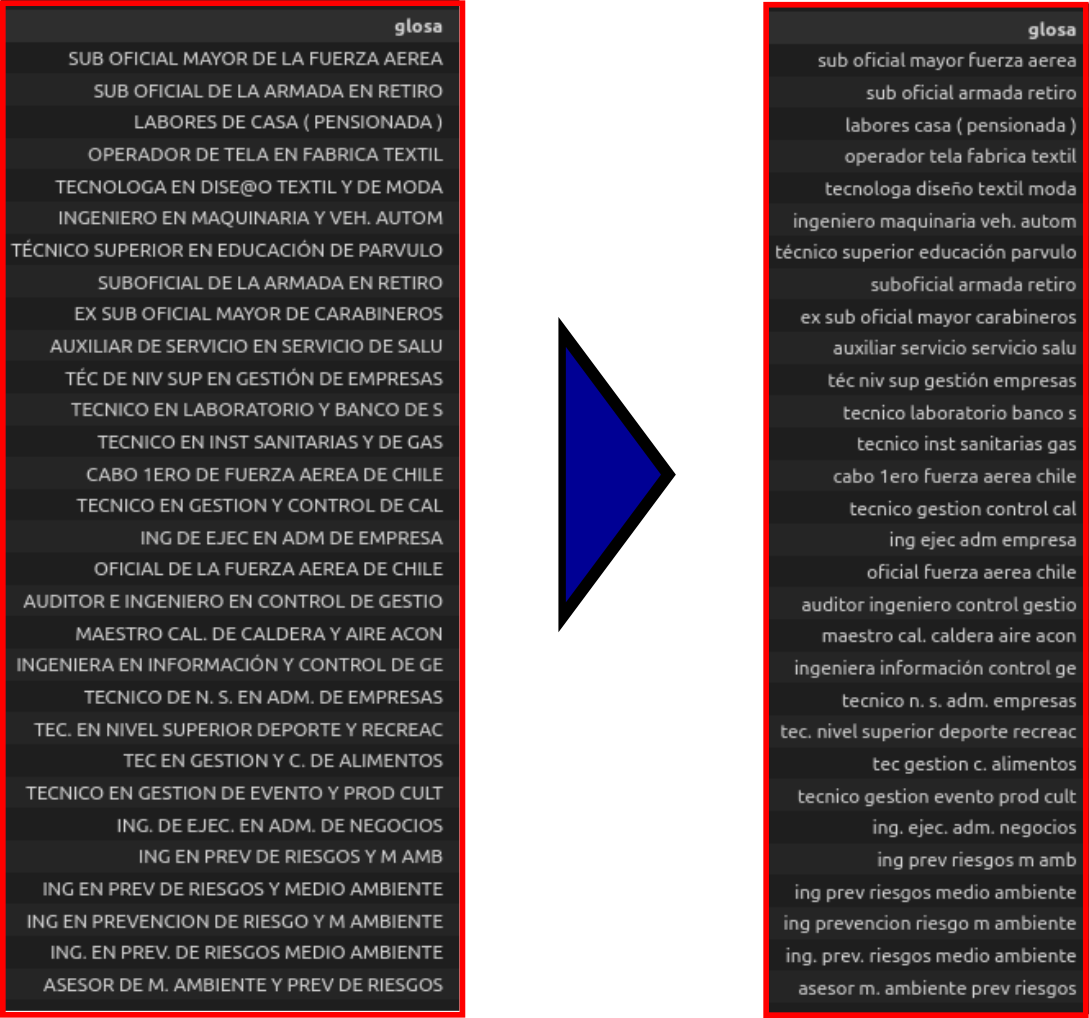 glosa
SUB OFICIAL MAYOR DE LA FUERZA AEREA
SUB OFICIAL DE LA ARMADA EN RETIRO
LABORES DE CASA ( PENSIONADA )
OPERADOR DE TELA EN FABRICA TEXTIL
TECNOLOGA EN DISE@O TEXTIL Y DE MODA
INGENIERO EN MAQUINARIA Y VEH. AUTOM
TÉCNICO SUPERIOR EN EDUCACIÓN DE PARVULO
SUBOFICIAL DE LA ARMADA EN RETIRO
EX SUB OFICIAL MAYOR DE CARABINEROS
AUXILIAR DE SERVICIO EN SERVICIO DE SALU
TÉC DE NIV SUP EN GESTIÓN DE EMPRESAS
TECNICO EN LABORATORIO Y BANCO DE S
TECNICO EN INST SANITARIAS Y DE GAS
CABO 1ERO DE FUERZA AEREA DE CHILE
TECNICO EN GESTION Y CONTROL DE CAL
ING DE EJEC EN ADM DE EMPRESA
OFICIAL DE LA FUERZA AEREA DE CHILE
AUDITOR E INGENIERO EN CONTROL DE GESTIO
MAESTRO CAL. DE CALDERA Y AIRE ACON
INGENIERA EN INFORMACIÓN Y CONTROL DE GE
TECNICO DE N. S. EN ADM. DE EMPRESAS
TEC. EN NIVEL SUPERIOR DEPORTE Y RECREAC
TEC EN GESTION Y C. DE ALIMENTOS
TECNICO EN GESTION DE EVENTO Y PROD CULT
ING. DE EJEC. EN ADM. DE NEGOCIOS
ING EN PREV DE RIESGOS Y M AMB
ING EN PREV DE RIESGOS Y MEDIO AMBIENTE
ING EN PREVENCION DE RIESGO Y M AMBIENTE
ING. EN PREV. DE RIESGOS MEDIO AMBIENTE
ASESOR DE M. AMBIENTE Y PREV DE RIESGOS
glosa
sub oficial mayor fuerza aerea
sub oficial armada retiro
labores casa ( pensionada )
operador tela fabrica textil
tecnologa diseño textil moda
ingeniero maquinaria veh. autom
técnico superior educación parvulo
suboficial armada retiro
ex sub oficial mayor carabineros
auxiliar servicio servicio salu
téc niv sup gestión empresas
tecnico laboratorio banco s
tecnico inst sanitarias gas
cabo 1ero fuerza aerea chile
tecnico gestion control cal
ing ejec adm empresa
oficial fuerza aerea chile
auditor ingeniero control gestio
maestro cal. caldera aire acon
ingeniera información control ge
tecnico n. s. adm. empresas
tec. nivel superior deporte recreac
tec gestion c. alimentos
tecnico gestion evento prod cult
ing. ejec. adm. negocios
ing prev riesgos m amb
ing prev riesgos medio ambiente
ing prevencion riesgo m ambiente
ing. prev. riesgos medio ambiente
asesor m. ambiente prev riesgos